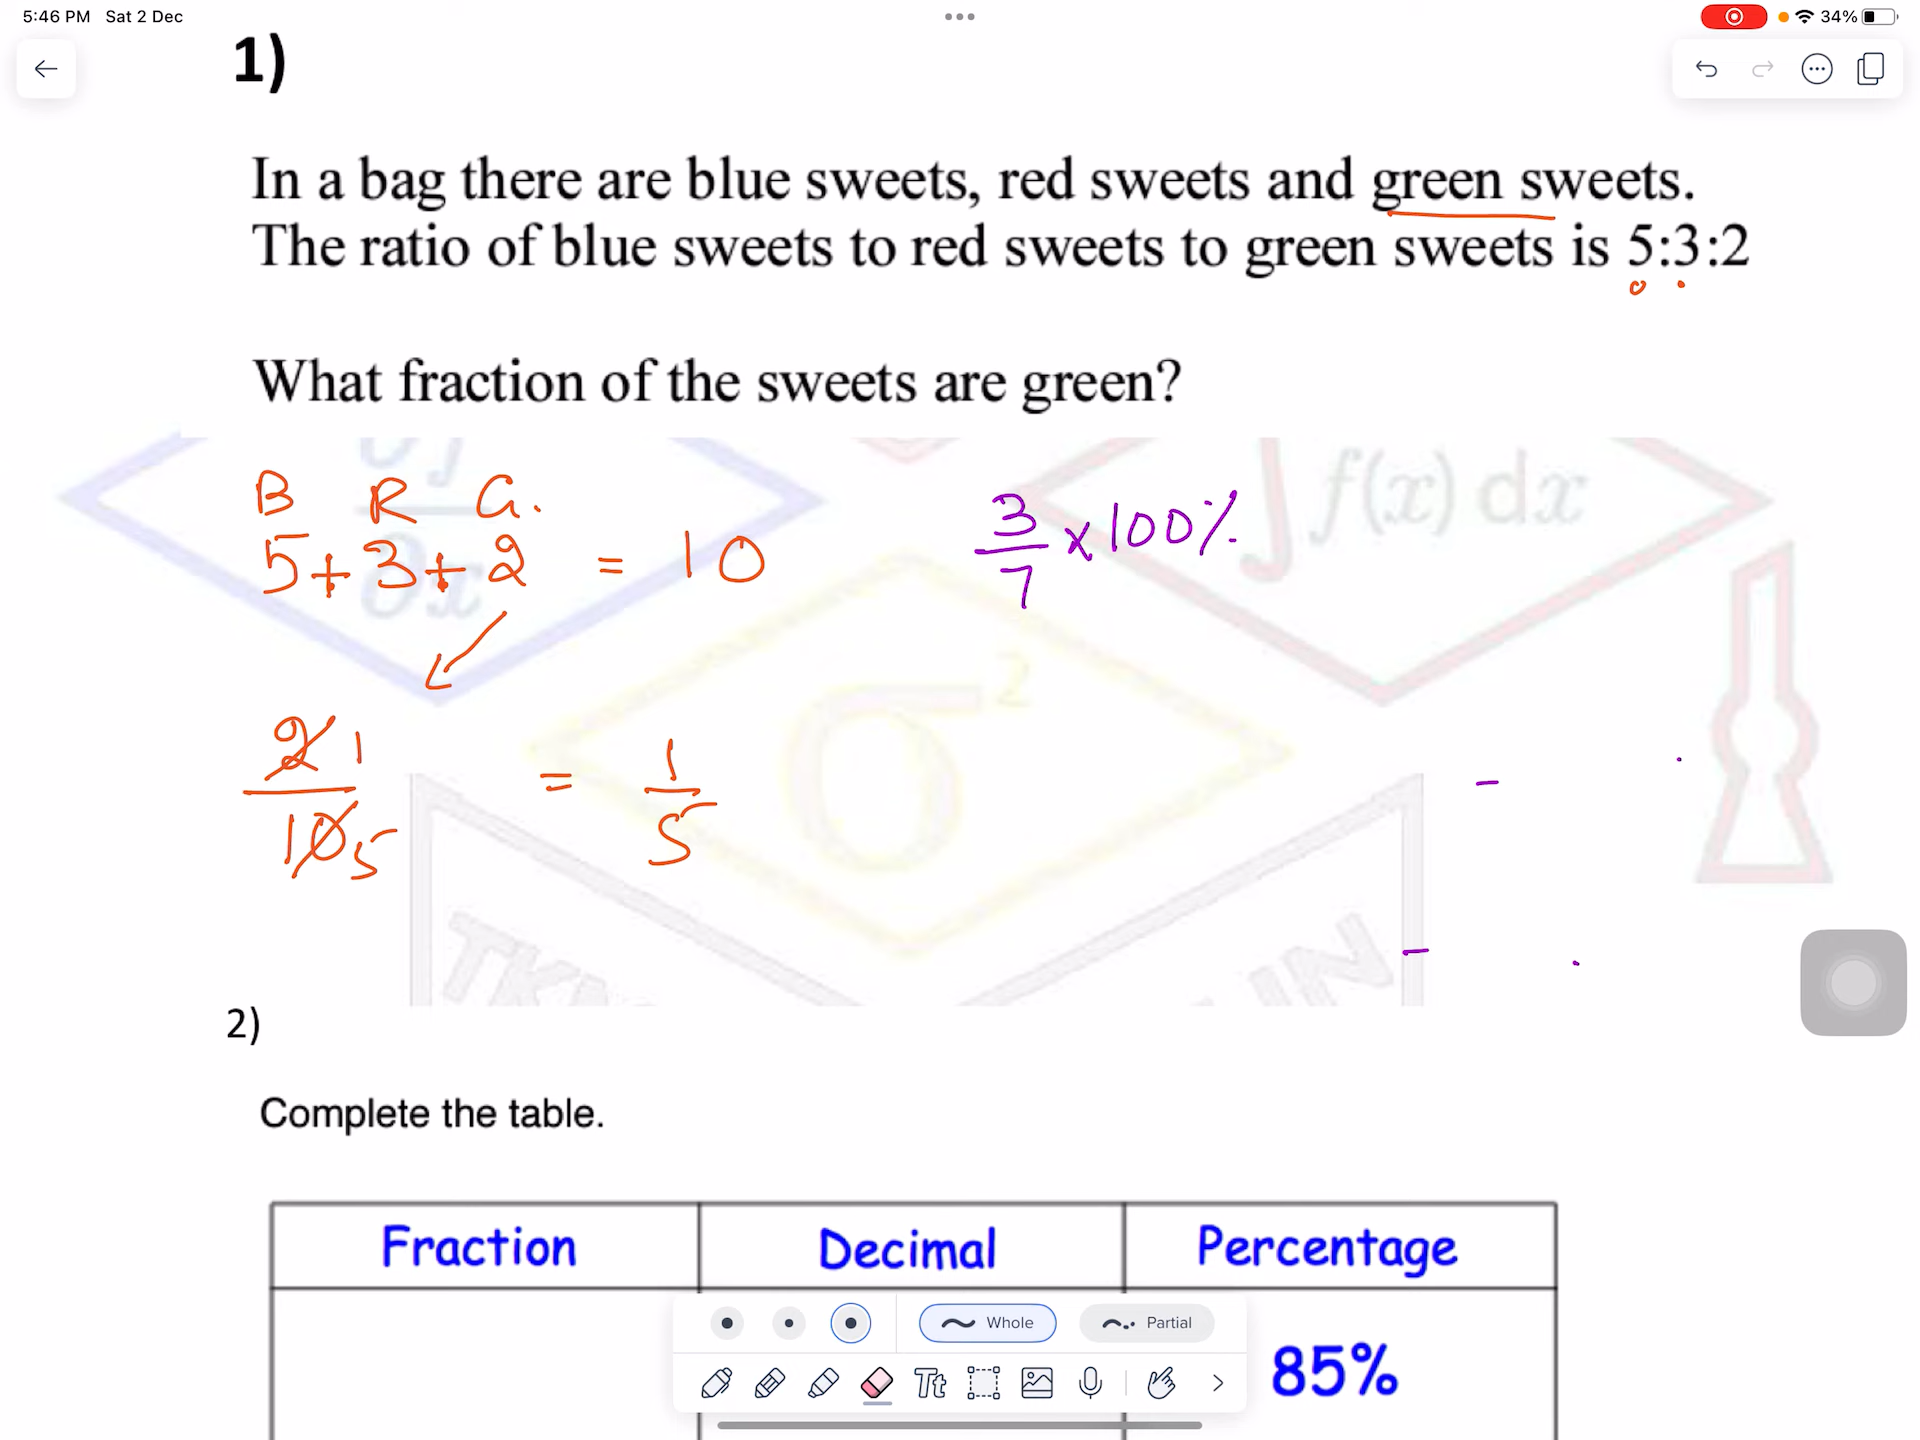 5:46 PM Sat 2 Dec
34%
1)
In a bag there are blue sweets, red sweets and green sweets.
The ratio of blue sweets to red sweets to green sweets is 5:3:2
What fraction of the sweets are green?
B R G.
5+3+2 = 10
3/7 x 100%
2 1
10 5
= 1/5
∂f
∂x
∫ f(x) dx
σ²
2)
Complete the table.
Fraction Decimal Percentage
Whole Partial
Tt
85%